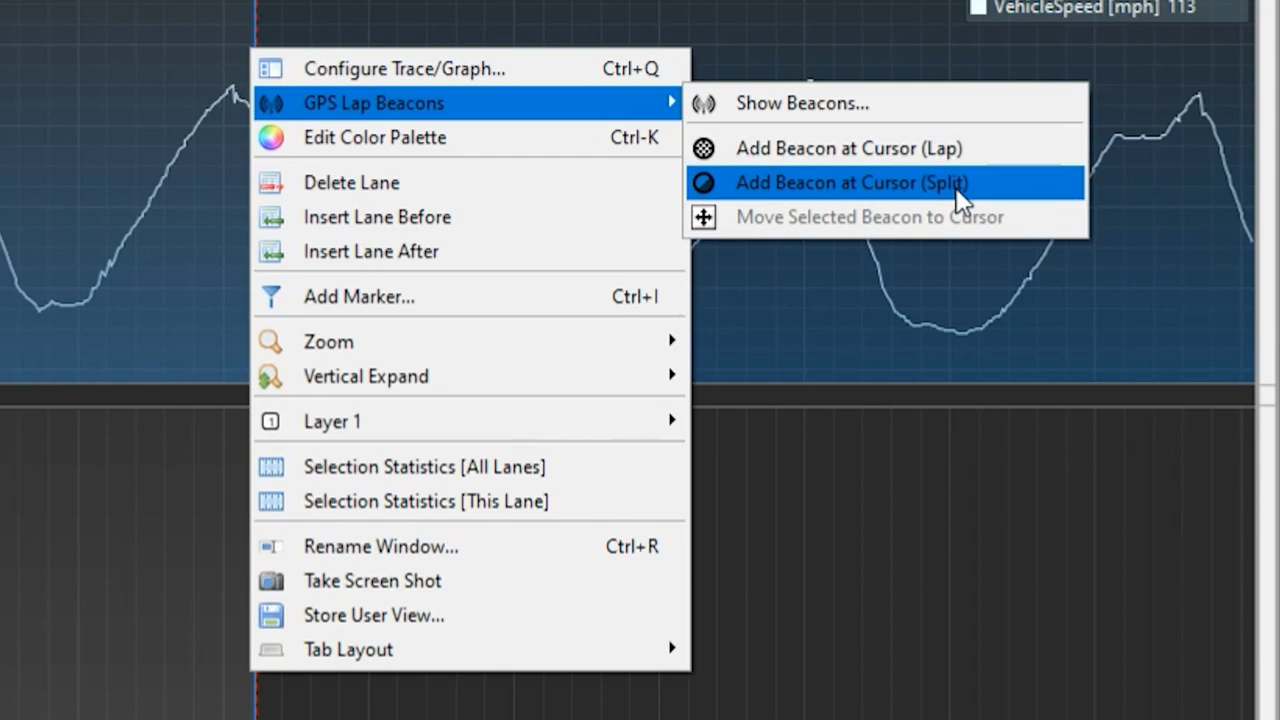 VehicleSpeed [mph] 113
Configure Trace/Graph... Ctrl+Q
GPS Lap Beacons
Edit Color Palette Ctrl-K
Delete Lane
Insert Lane Before
Insert Lane After
Add Marker... Ctrl+I
Zoom
Vertical Expand
1 Layer 1
Selection Statistics [All Lanes]
Selection Statistics [This Lane]
Rename Window... Ctrl+R
Take Screen Shot
Store User View...
Tab Layout
Show Beacons...
Add Beacon at Cursor (Lap)
Add Beacon at Cursor (Split)
Move Selected Beacon to Cursor